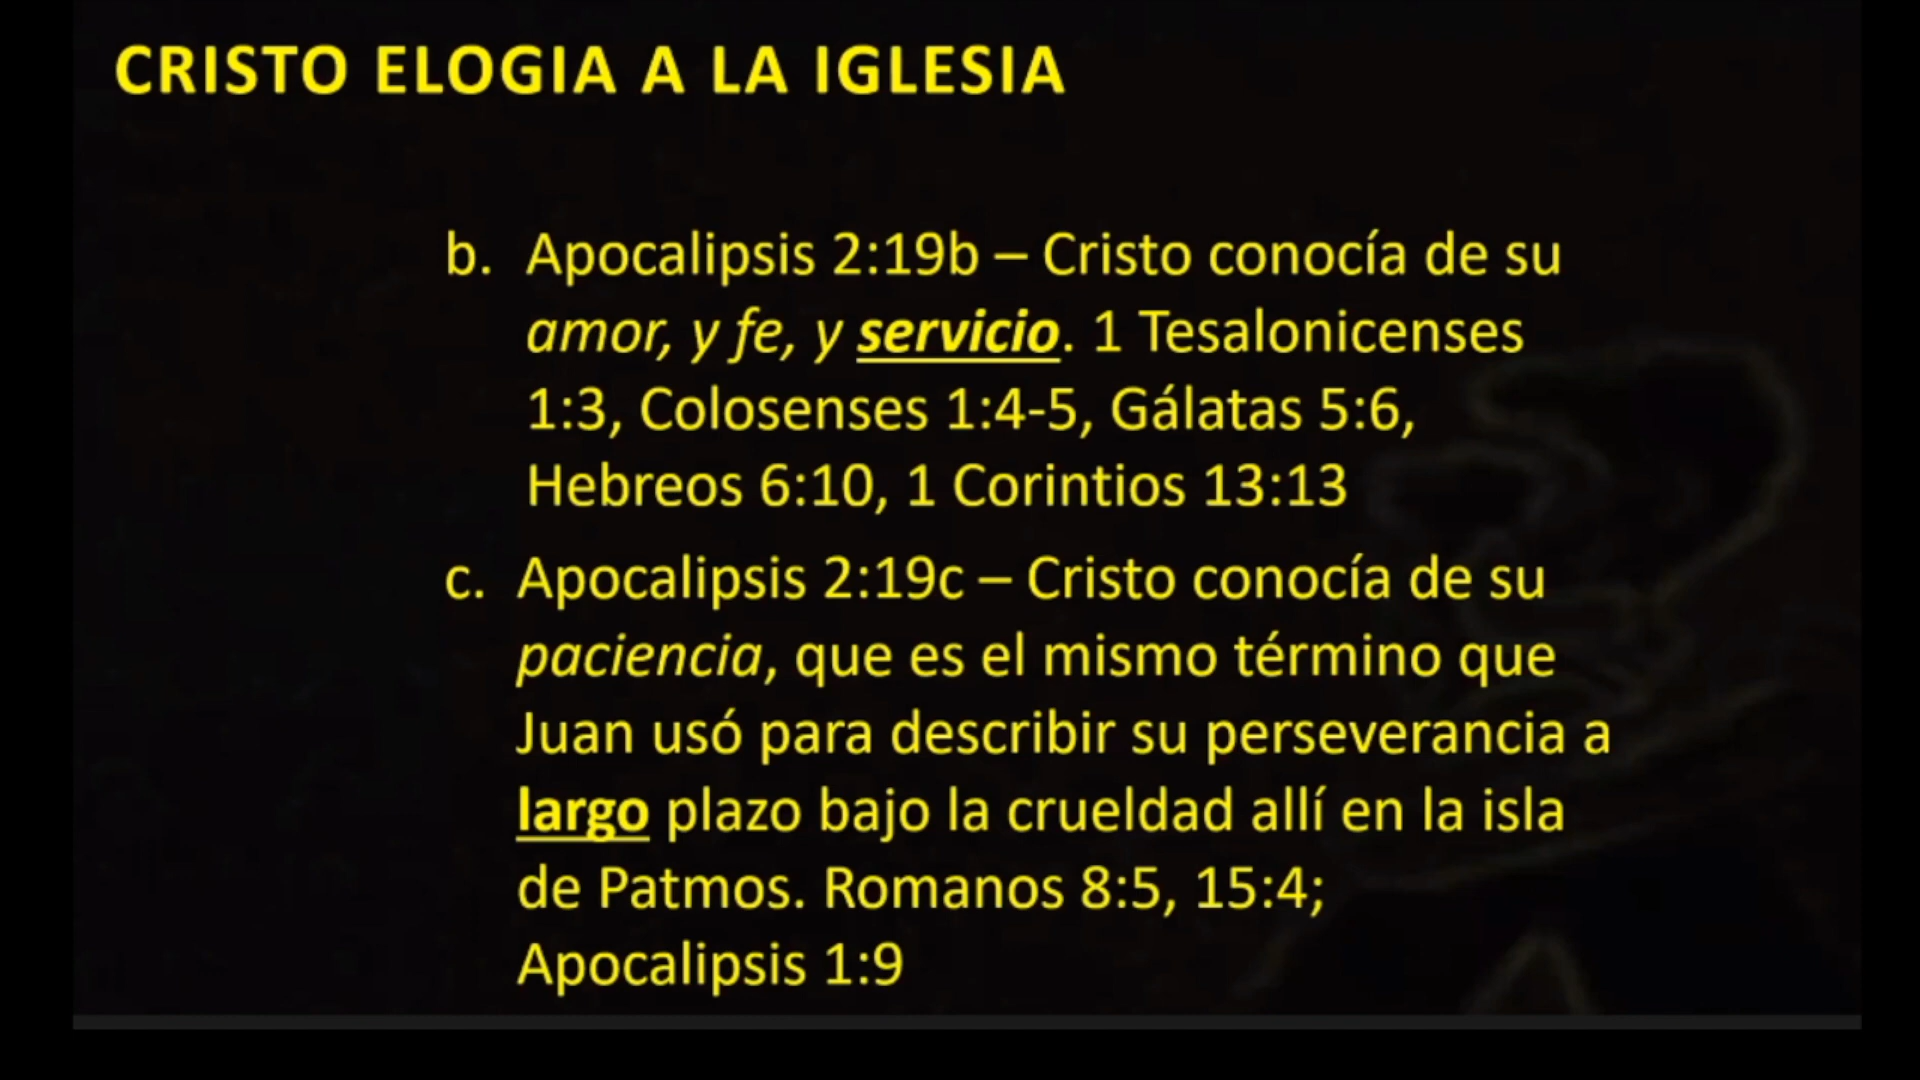 CRISTO ELOGIA A LA IGLESIA
b. Apocalipsis 2:19b – Cristo conocía de su
amor, y fe, y servicio. 1 Tesalonicenses
1:3, Colosenses 1:4-5, Gálatas 5:6,
Hebreos 6:10, 1 Corintios 13:13
c. Apocalipsis 2:19c – Cristo conocía de su
paciencia, que es el mismo término que
Juan usó para describir su perseverancia a
largo plazo bajo la crueldad allí en la isla
de Patmos. Romanos 8:5, 15:4;
Apocalipsis 1:9